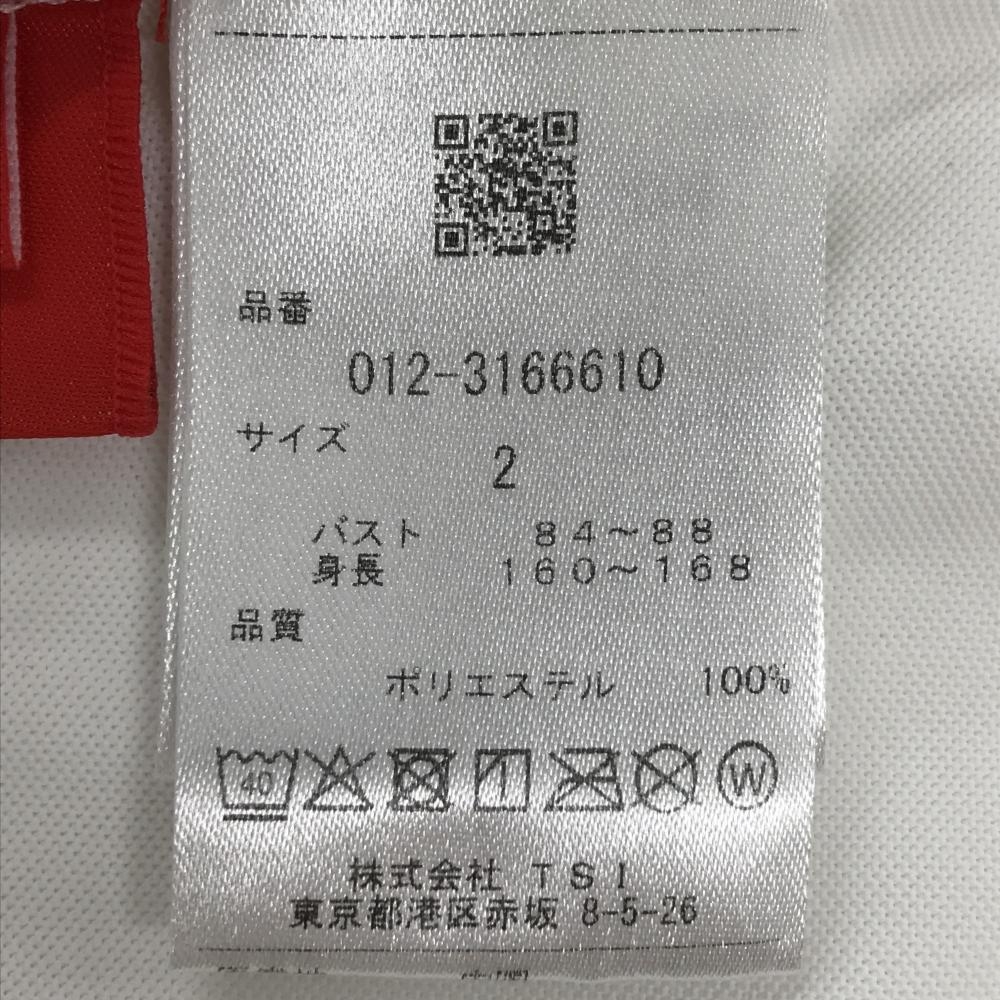 品番
012-3166610
サイズ
2
バスト 84～88
身長 160～168
品質
ポリエステル 100%
40 W
株式会社 TSI
東京都港区赤坂 8-5-26